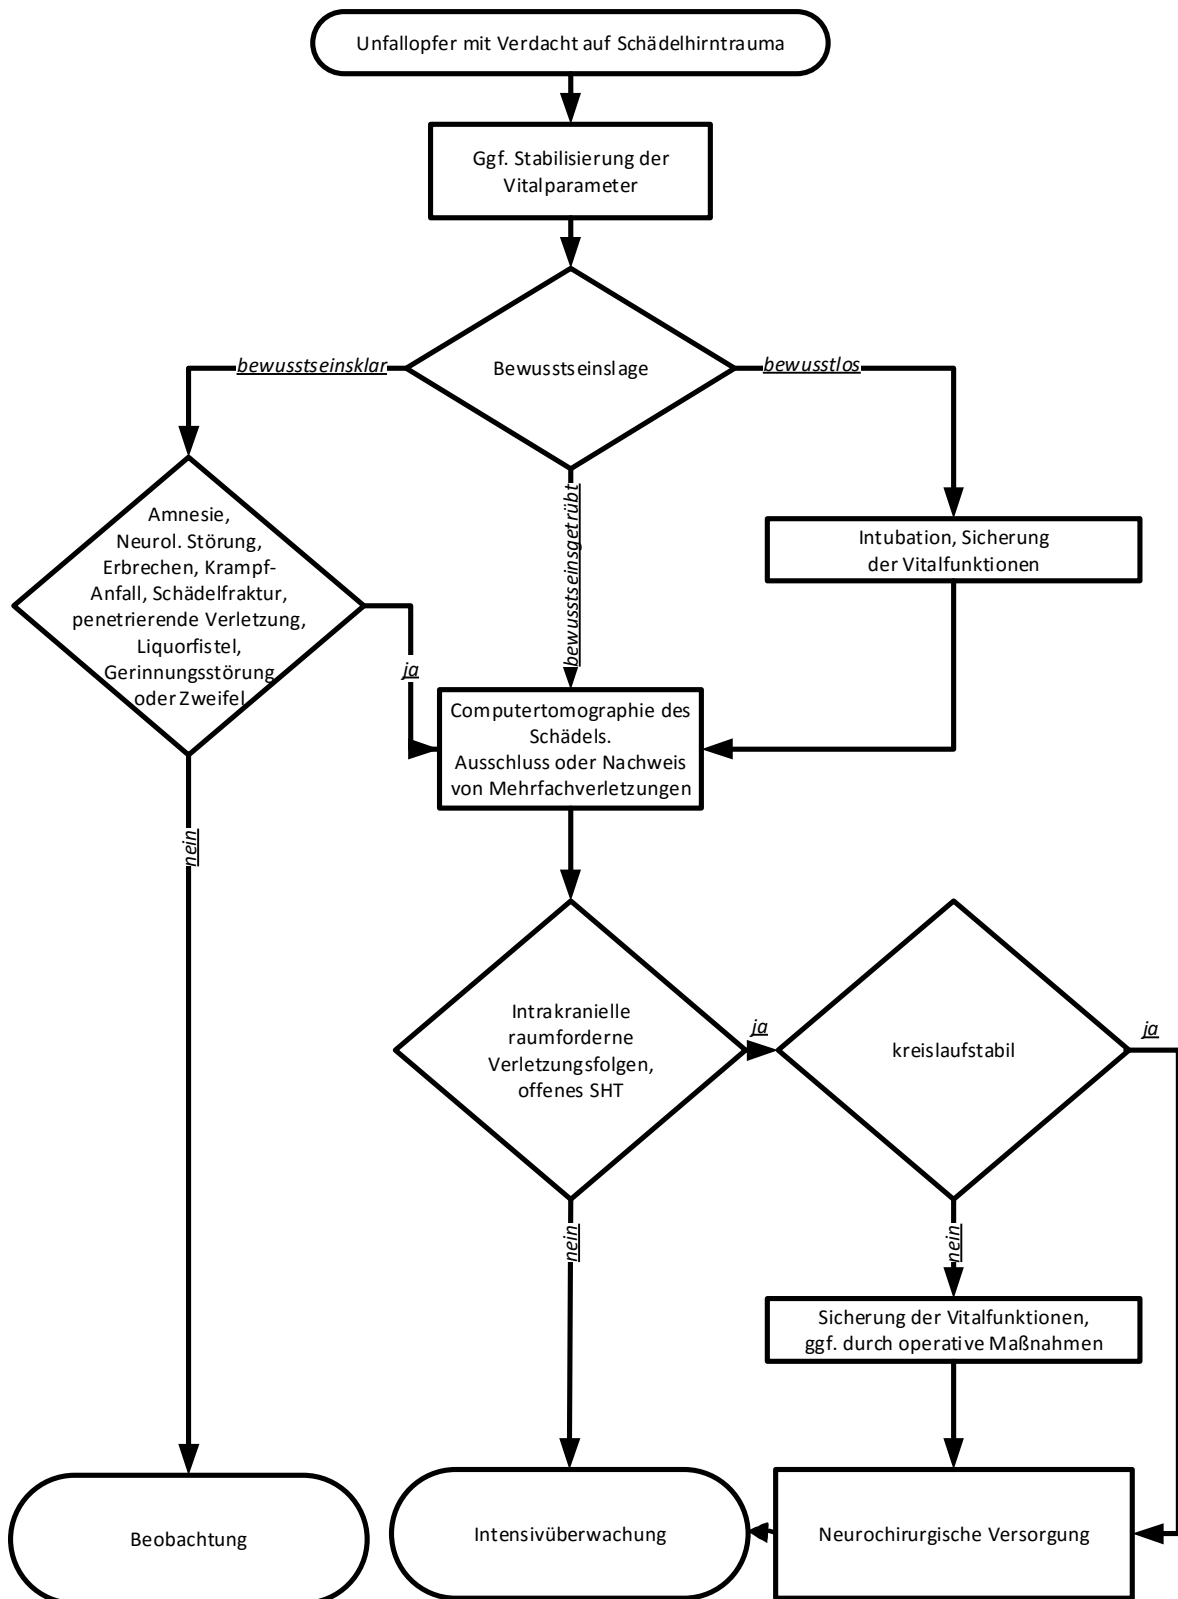 Unfallopfer mit Verdacht auf Schädelhirntrauma
Ggf. Stabilisierung der
Vitalparameter
Bewusstseinslage
bewusstseinsklar
bewusstlos
bewusstseinsgetrübt
Amnesie,
Neurol. Störung,
Erbrechen, Krampf-
Anfall, Schädelfraktur,
penetrierende Verletzung,
Liquorfistel,
Gerinnungsstörung
oder Zweifel
Intubation, Sicherung
der Vitalfunktionen
ja
Computertomographie des
Schädels.
Ausschluss oder Nachweis
von Mehrfachverletzungen
nein
Intrakranielle
raumforderne
Verletzungsfolgen,
offenes SHT
ja
kreislaufstabil
ja
nein
nein
Sicherung der Vitalfunktionen,
ggf. durch operative Maßnahmen
Beobachtung
Intensivüberwachung
Neurochirurgische Versorgung